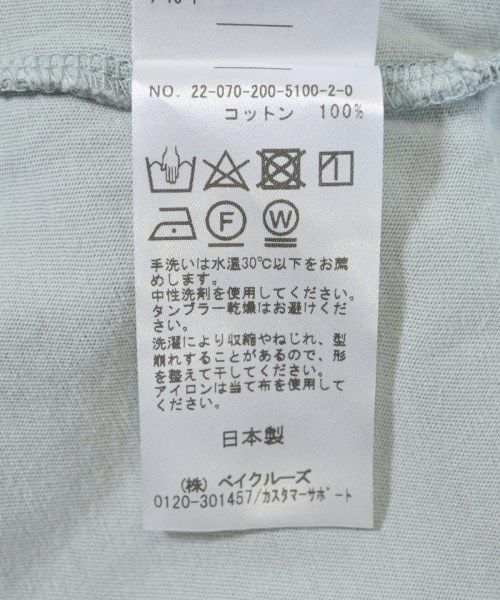 NO. 22-070-200-5100-2-0
コットン 100%
F W
手洗いは水温30℃以下をお薦
めします。
中性洗剤を使用してください。
タンブラー乾燥はお避けくださ
い。
洗濯により収縮やねじれ、型
崩れすることがあるので、形
を整えて干してください。
アイロンは当て布を使用して
ください。
日本製
(株) ベイクルーズ
0120-301457/カスタマーサポート